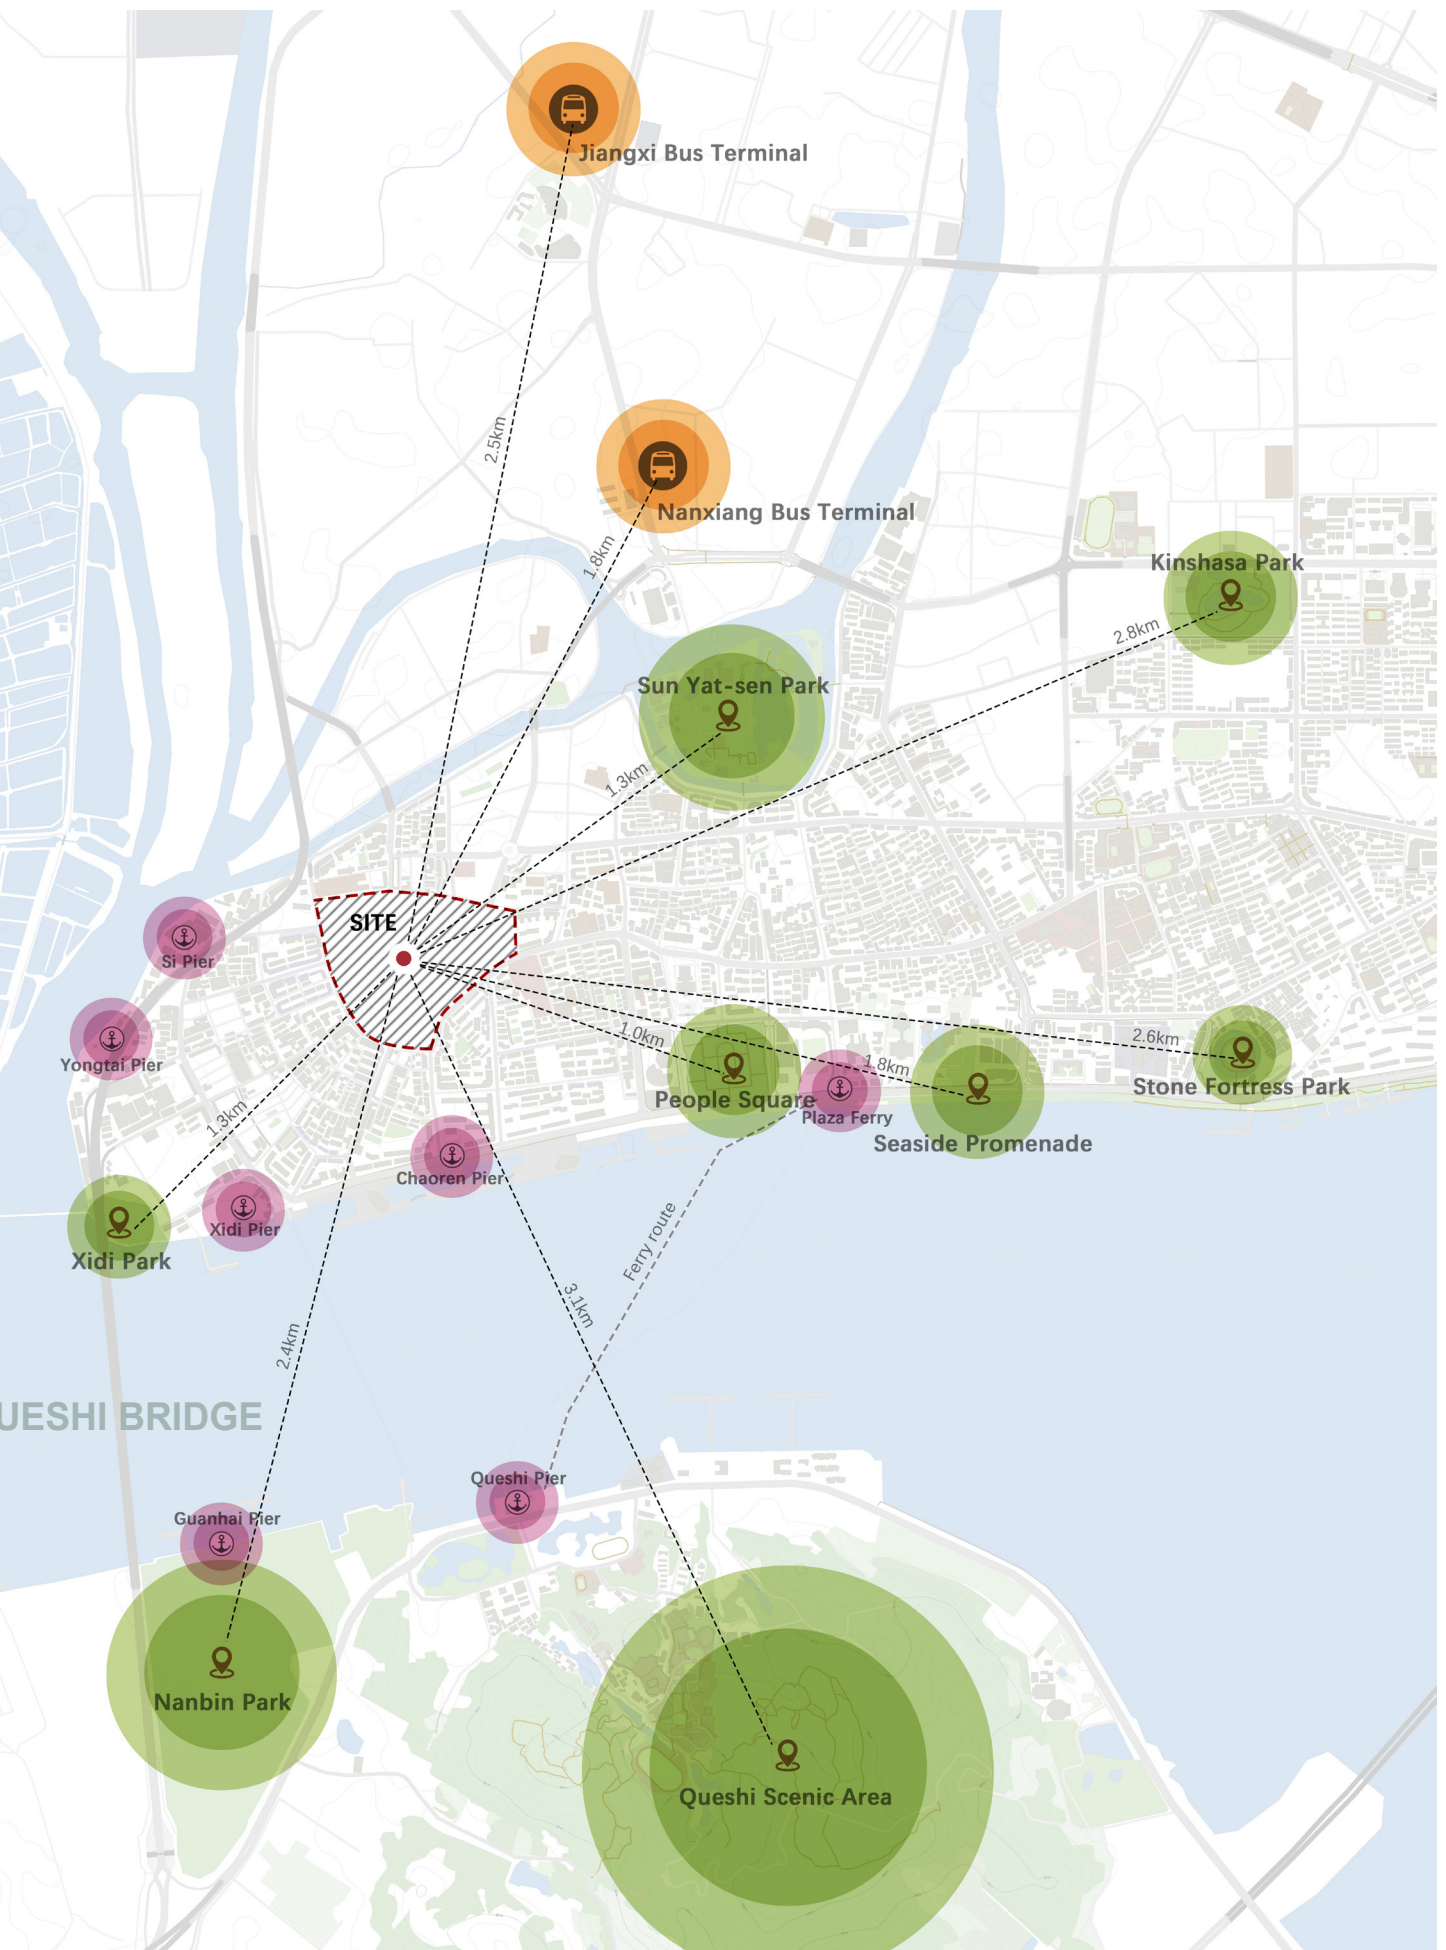 Jiangxi Bus Terminal
2.5km
Nanxiang Bus Terminal
1.8km
Kinshasa Park
2.8km
Sun Yat-sen Park
1.3km
SITE
Si Pier
Yongtai Pier
1.0km
2.6km
1.8km
Stone Fortress Park
People Square
Plaza Ferry
Seaside Promenade
1.3km
Chaoren Pier
Xidi Pier
Xidi Park
Ferry route
3.1km
2.4km
UESHI BRIDGE
Queshi Pier
Guanhai Pier
Nanbin Park
Queshi Scenic Area